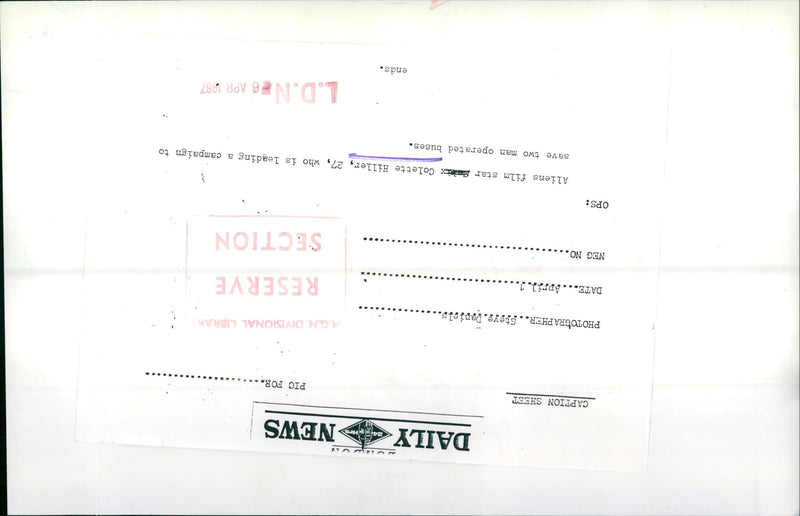 LONDON
DAILY NEWS
CAPTION SHEET
PIC FOR
PHOTOGRAPHER. Steve Daniels
H.G.N DIVISIONAL LIBRARY
DATE. April 1
RESERVE
NEG NO
SECTION
OPS:
Aliens film star Colette Hiller, 27, who is leading a campaign to
save two man operated buses.
L.D.N. 6 APR 1987
ends.